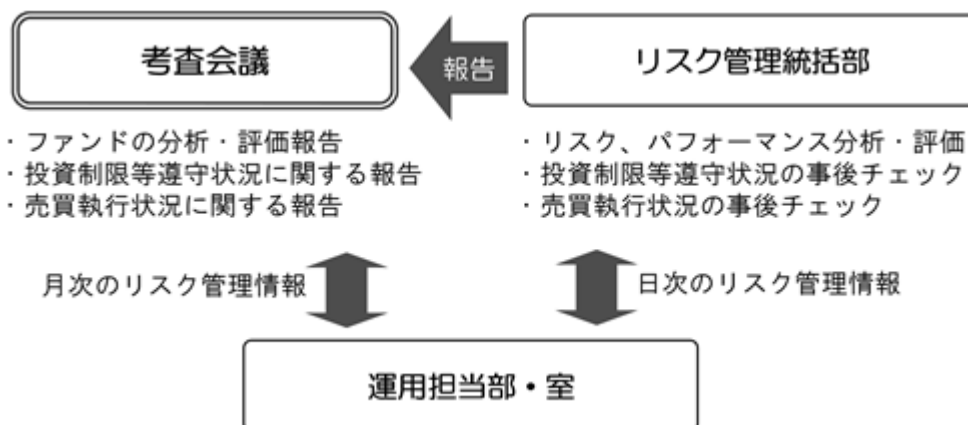 考査会議
報告
リスク管理統括部
・ファンドの分析・評価報告
・投資制限等遵守状況に関する報告
・売買執行状況に関する報告
・リスク、パフォーマンス分析・評価
・投資制限等遵守状況の事後チェック
・売買執行状況の事後チェック
月次のリスク管理情報
日次のリスク管理情報
運用担当部・室